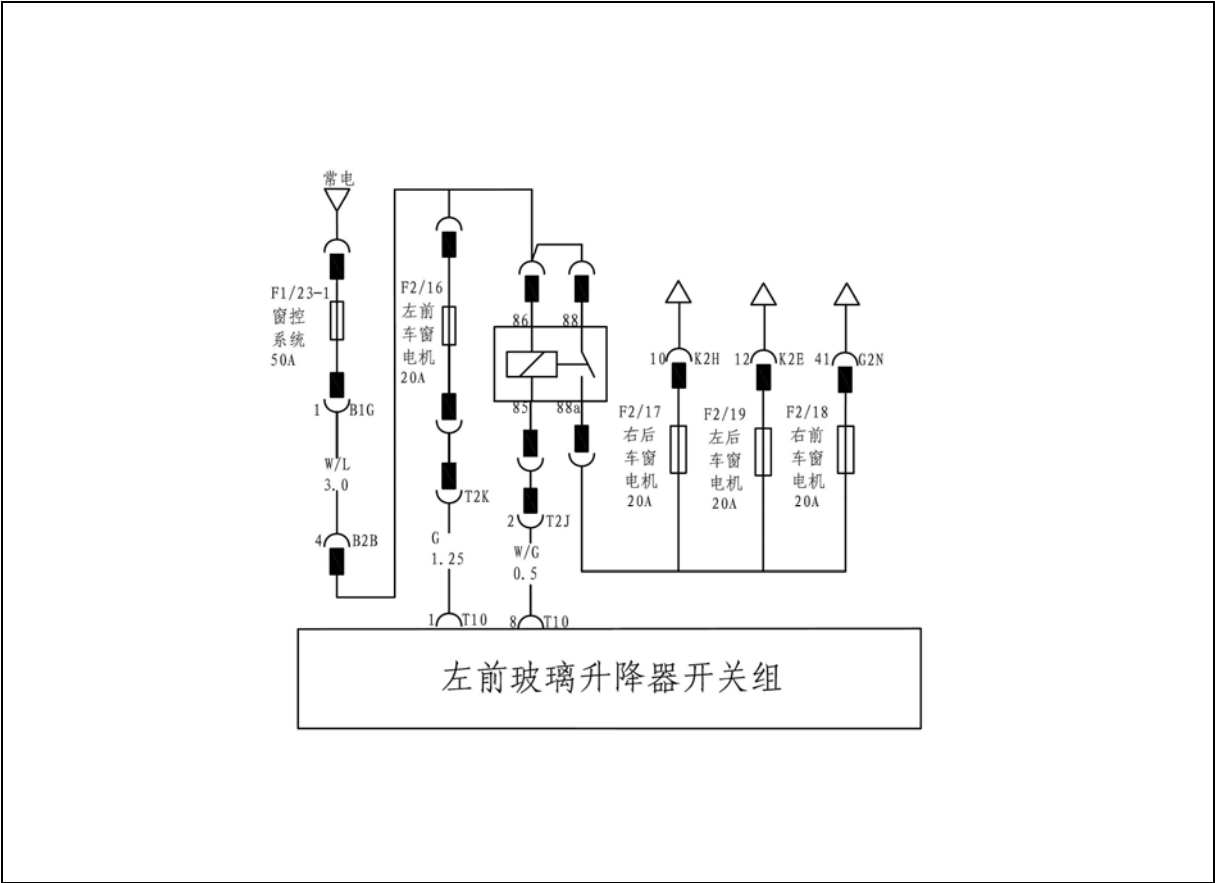 常电
F1/23-1
窗控
系统
50A
1 B1G
W/L
3.0
4 B2B
F2/16
左前
车窗
电机
20A
T2K
G
1.25
1 T10
86 88
85 88a
2 T2J
W/G
0.5
8 T10
10 K2H
F2/17
右后
车窗
电机
20A
12 K2E
F2/19
左后
车窗
电机
20A
41 G2N
F2/18
右前
车窗
电机
20A
左前玻璃升降器开关组